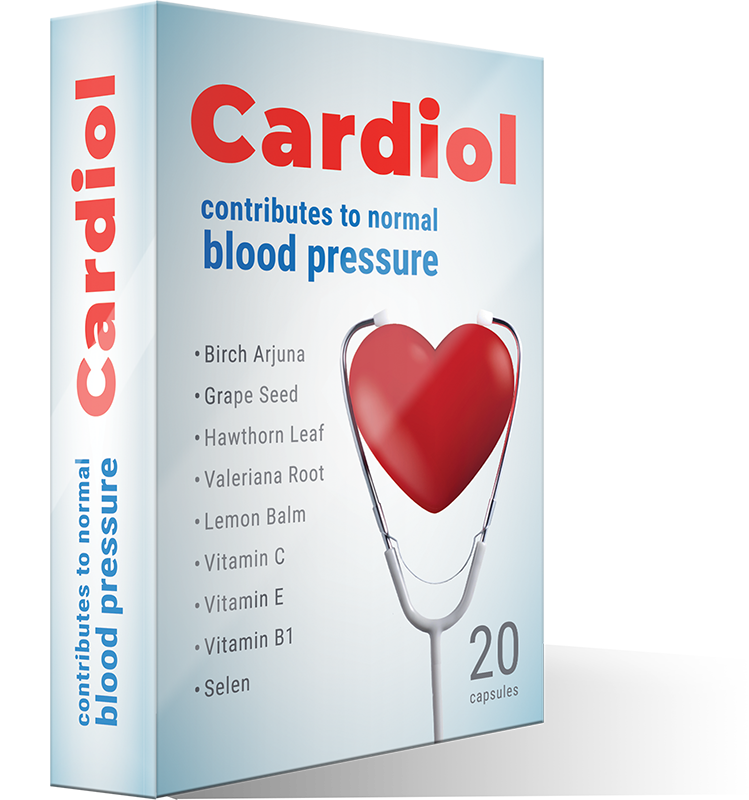 Cardiol
contributes to normal
blood pressure
Cardiol
contributes to normal
blood pressure
• Birch Arjuna
• Grape Seed
• Hawthorn Leaf
• Valeriana Root
• Lemon Balm
• Vitamin C
• Vitamin E
• Vitamin B1
• Selen
20
capsules